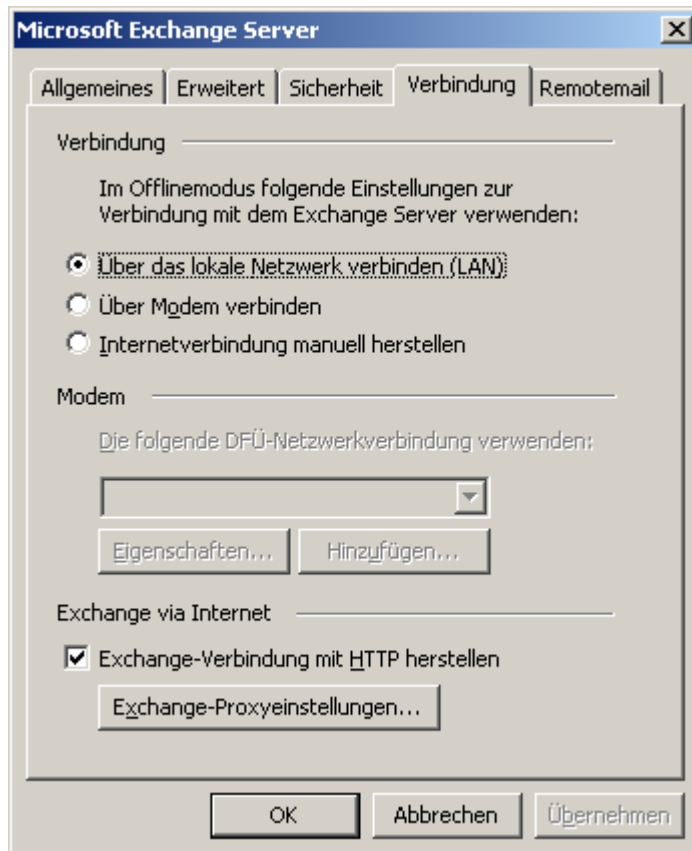 Microsoft Exchange Server
Allgemeines Erweitert Sicherheit Verbindung Remotemail
Verbindung
Im Offlinemodus folgende Einstellungen zur
Verbindung mit dem Exchange Server verwenden:
Über das lokale Netzwerk verbinden (LAN)
Über Modem verbinden
Internetverbindung manuell herstellen
Modem
Die folgende DFÜ-Netzwerkverbindung verwenden:
Eigenschaften... Hinzufügen...
Exchange via Internet
Exchange-Verbindung mit HTTP herstellen
Exchange-Proxyeinstellungen...
OK Abbrechen Übernehmen